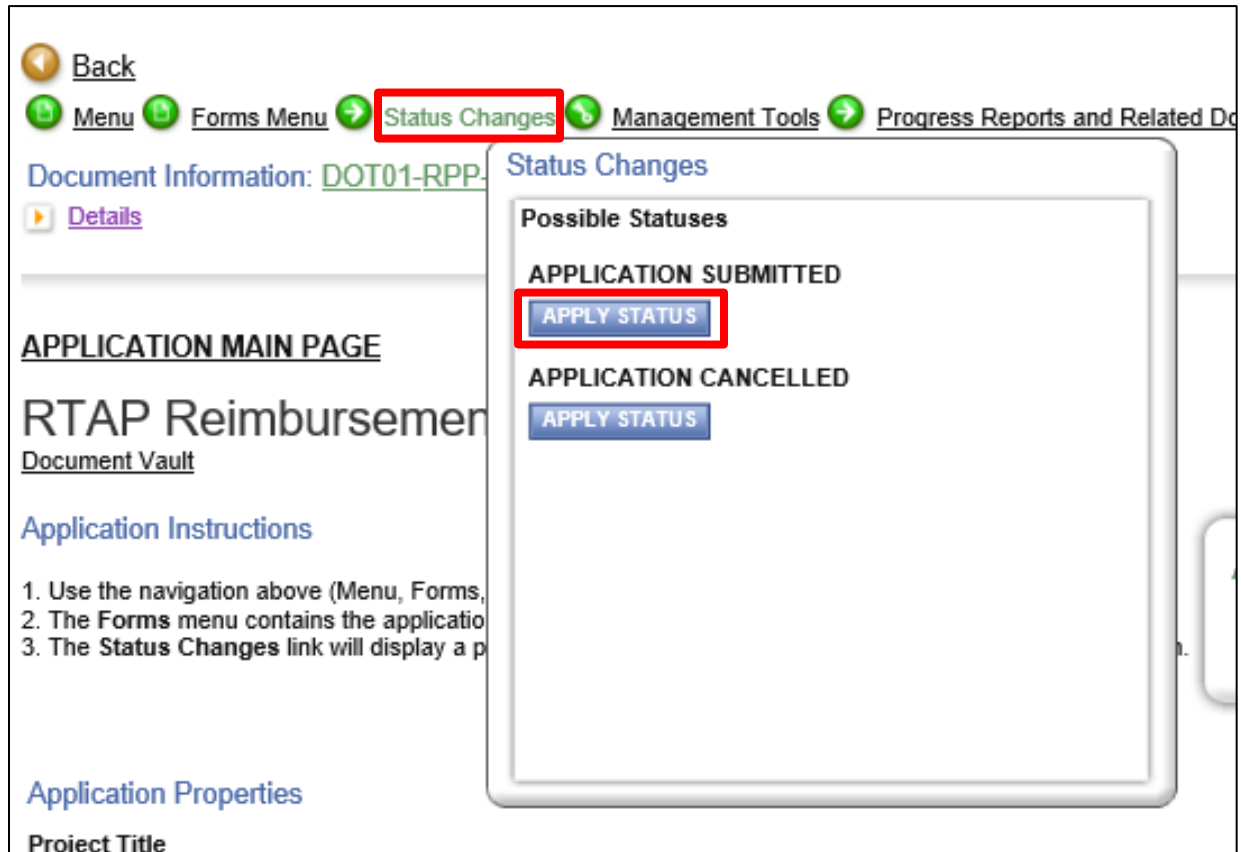 Back
Menu Forms Menu Status Changes Management Tools Progress Reports and Related
Document Information: DOT01-RPP-
Details
Status Changes
Possible Statuses
APPLICATION SUBMITTED
APPLY STATUS
APPLICATION CANCELLED
APPLY STATUS
APPLICATION MAIN PAGE
RTAP Reimbursemen
Document Vault
Application Instructions
1. Use the navigation above (Menu, Forms,
2. The Forms menu contains the applicatio
3. The Status Changes link will display a p
Application Properties
Project Title